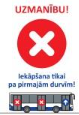 UZMANĪBU!
Iekāpšana tikai
pa pirmajām durvīm!